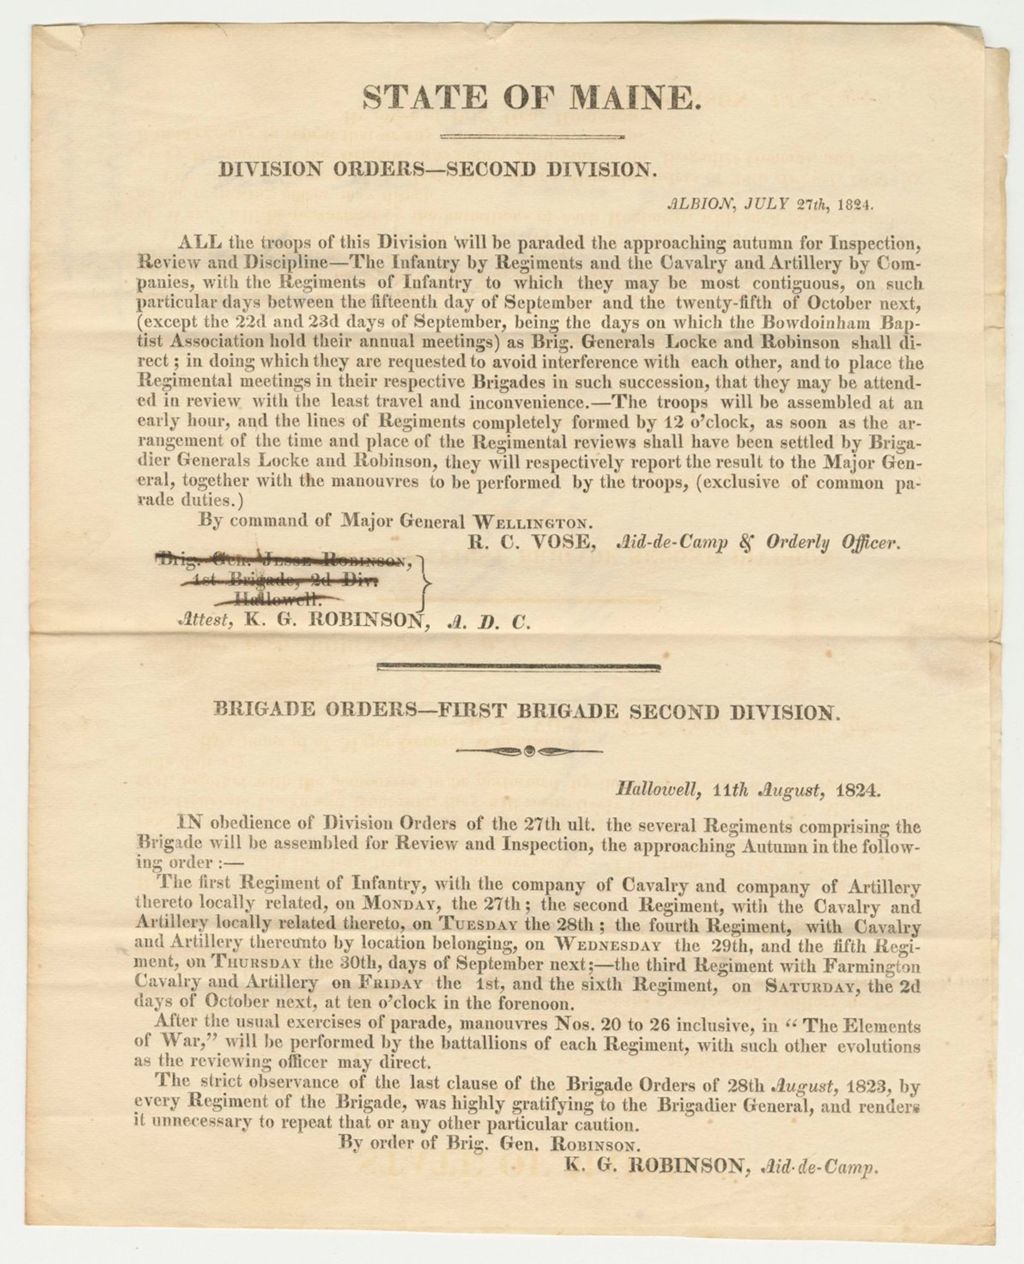 STATE OF MAINE.
DIVISION ORDERS—SECOND DIVISION.
ALBION, JULY 27th, 1824.
ALL the troops of this Division will be paraded the approaching autumn for Inspection,
Review and Discipline—The Infantry by Regiments and the Cavalry and Artillery by Com-
panies, with the Regiments of Infantry to which they may be most contiguous, on such
particular days between the fifteenth day of September and the twenty-fifth of October next,
(except the 22d and 23d days of September, being the days on which the Bowdoinham Bap-
tist Association hold their annual meetings) as Brig. Generals Locke and Robinson shall di-
rect; in doing which they are requested to avoid interference with each other, and to place the
Regimental meetings in their respective Brigades in such succession, that they may be attend-
ed in review with the least travel and inconvenience.—The troops will be assembled at an
early hour, and the lines of Regiments completely formed by 12 o'clock, as soon as the ar-
rangement of the time and place of the Regimental reviews shall have been settled by Briga-
dier Generals Locke and Robinson, they will respectively report the result to the Major Gen-
eral, together with the manouvres to be performed by the troops, (exclusive of common pa-
rade duties.)
By command of Major General WELLINGTON.
R. C. VOSE, Aid-de-Camp & Orderly Officer.
Brig. Gen. JESSE ROBINSON,
1st Brigade, 2d Div.
Hallowell.
Attest, K. G. ROBINSON, A. D. C.
BRIGADE ORDERS—FIRST BRIGADE SECOND DIVISION.
Hallowell, 11th August, 1824.
IN obedience of Division Orders of the 27th ult. the several Regiments comprising the
Brigade will be assembled for Review and Inspection, the approaching Autumn in the follow-
ing order :—
The first Regiment of Infantry, with the company of Cavalry and company of Artillery
thereto locally related, on MONDAY, the 27th; the second Regiment, with the Cavalry and
Artillery locally related thereto, on TUESDAY the 28th; the fourth Regiment, with Cavalry
and Artillery thereunto by location belonging, on WEDNESDAY the 29th, and the fifth Regi-
ment, on THURSDAY the 30th, days of September next;—the third Regiment with Farmington
Cavalry and Artillery on FRIDAY the 1st, and the sixth Regiment, on SATURDAY, the 2d
days of October next, at ten o'clock in the forenoon.
After the usual exercises of parade, manouvres Nos. 20 to 26 inclusive, in "The Elements
of War," will be performed by the battallions of each Regiment, with such other evolutions
as the reviewing officer may direct.
The strict observance of the last clause of the Brigade Orders of 28th August, 1823, by
every Regiment of the Brigade, was highly gratifying to the Brigadier General, and renders
it unnecessary to repeat that or any other particular caution.
By order of Brig. Gen. ROBINSON.
K. G. ROBINSON, Aid-de-Camp.